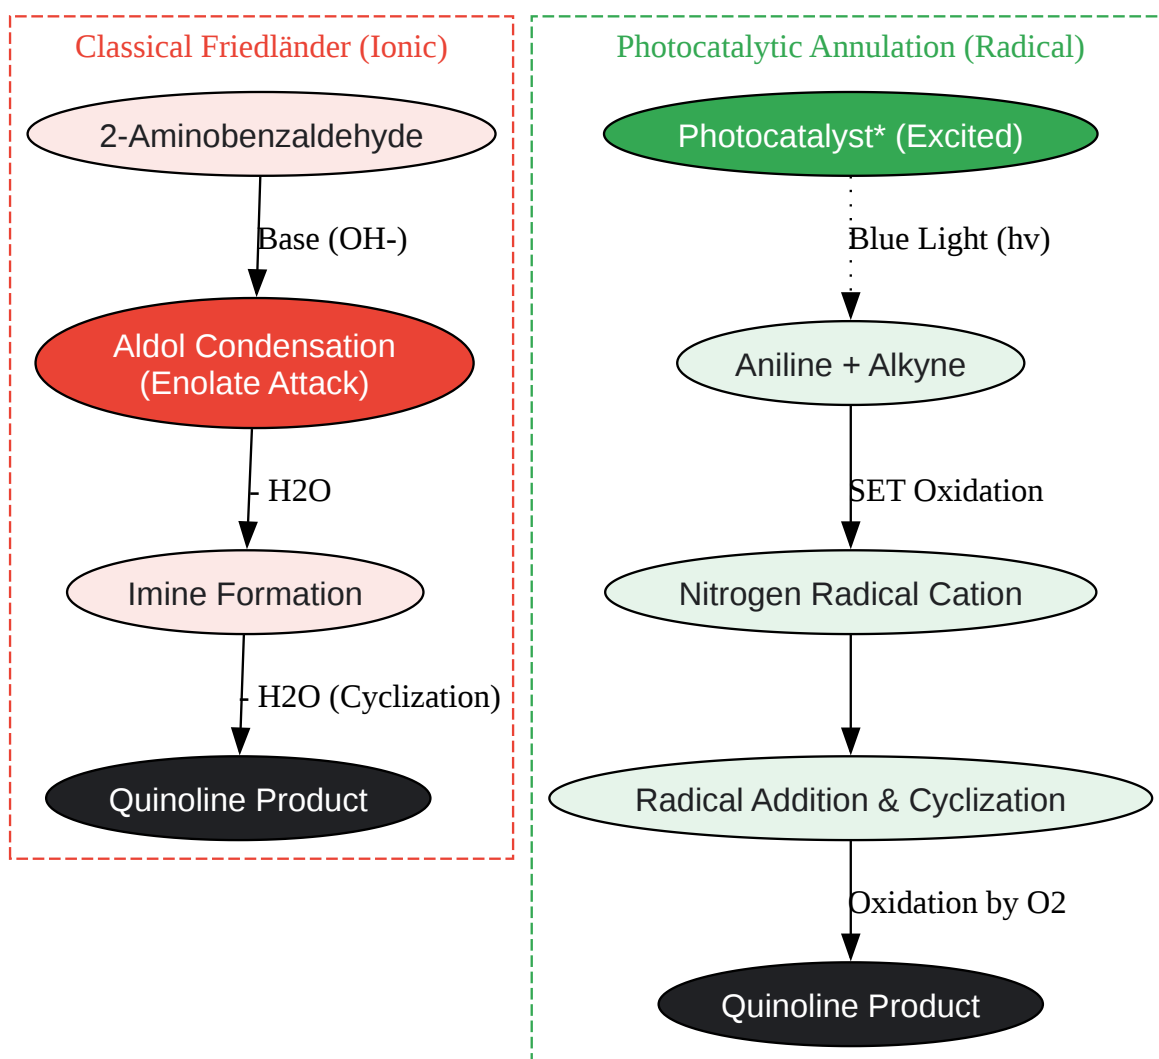 Classical Friedländer (Ionic)
2-Aminobenzaldehyde
Base (OH-)
Aldol Condensation
(Enolate Attack)
- H2O
Imine Formation
- H2O (Cyclization)
Quinoline Product
Photocatalytic Annulation (Radical)
Photocatalyst* (Excited)
Blue Light (hv)
Aniline + Alkyne
SET Oxidation
Nitrogen Radical Cation
Radical Addition & Cyclization
Oxidation by O2
Quinoline Product